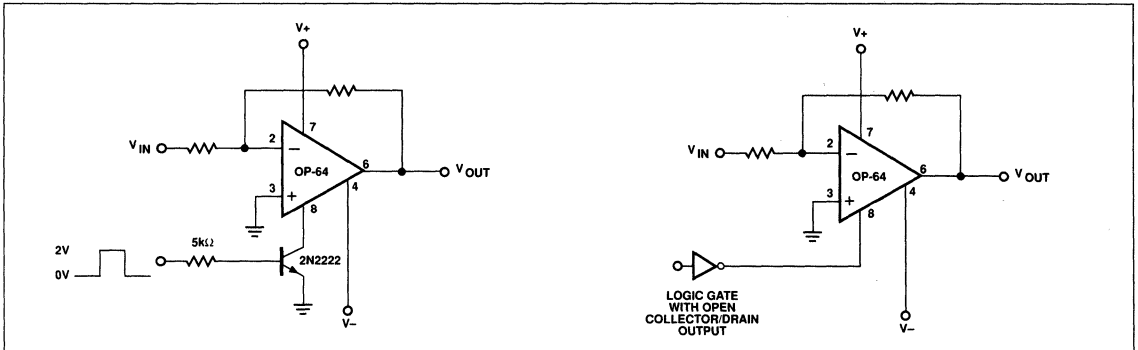 V+
7
V IN
2
−
OP-64
6
V OUT
3
+
4
8
5kΩ
2V
0V
2N2222
V−
V+
7
V IN
2
−
OP-64
6
V OUT
3
+
4
8
LOGIC GATE
WITH OPEN
COLLECTOR/DRAIN
OUTPUT
V−